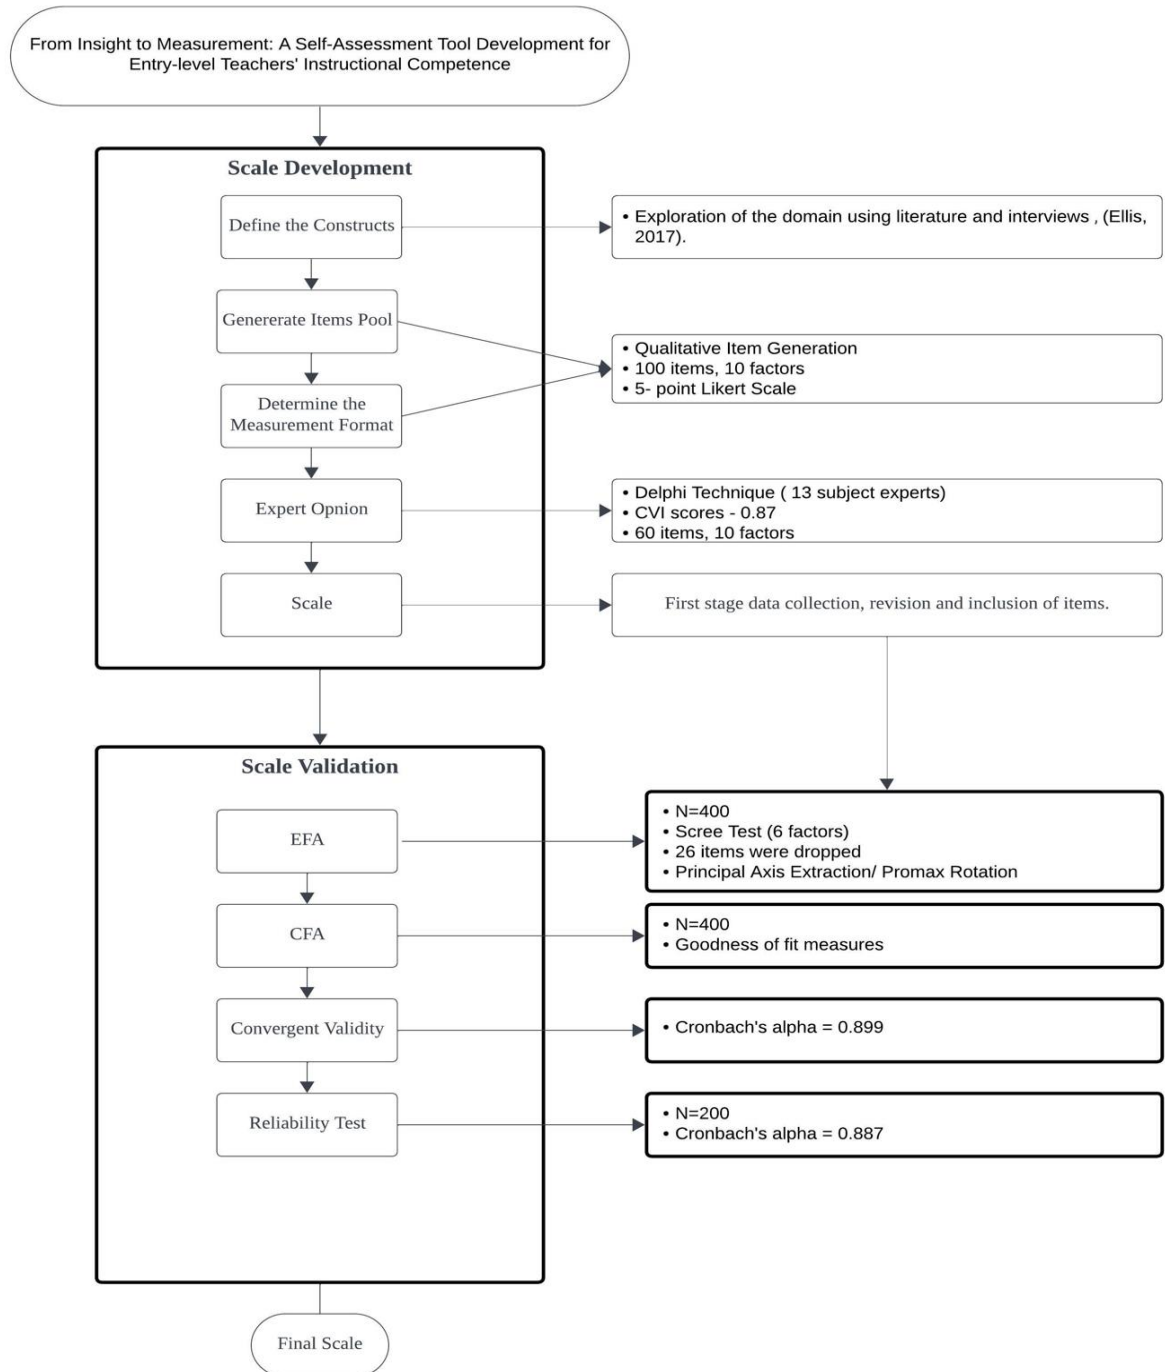 From Insight to Measurement: A Self-Assessment Tool Development for
Entry-level Teachers' Instructional Competence
Scale Development
Define the Constructs
• Exploration of the domain using literature and interviews , (Ellis,
2017).
Genererate Items Pool
• Qualitative Item Generation
• 100 items, 10 factors
• 5- point Likert Scale
Determine the
Measurement Format
Expert Opnion
• Delphi Technique ( 13 subject experts)
• CVI scores - 0.87
• 60 items, 10 factors
Scale
First stage data collection, revision and inclusion of items.
Scale Validation
EFA
• N=400
• Scree Test (6 factors)
• 26 items were dropped
• Principal Axis Extraction/ Promax Rotation
CFA
• N=400
• Goodness of fit measures
Convergent Validity
• Cronbach's alpha = 0.899
Reliability Test
• N=200
• Cronbach's alpha = 0.887
Final Scale